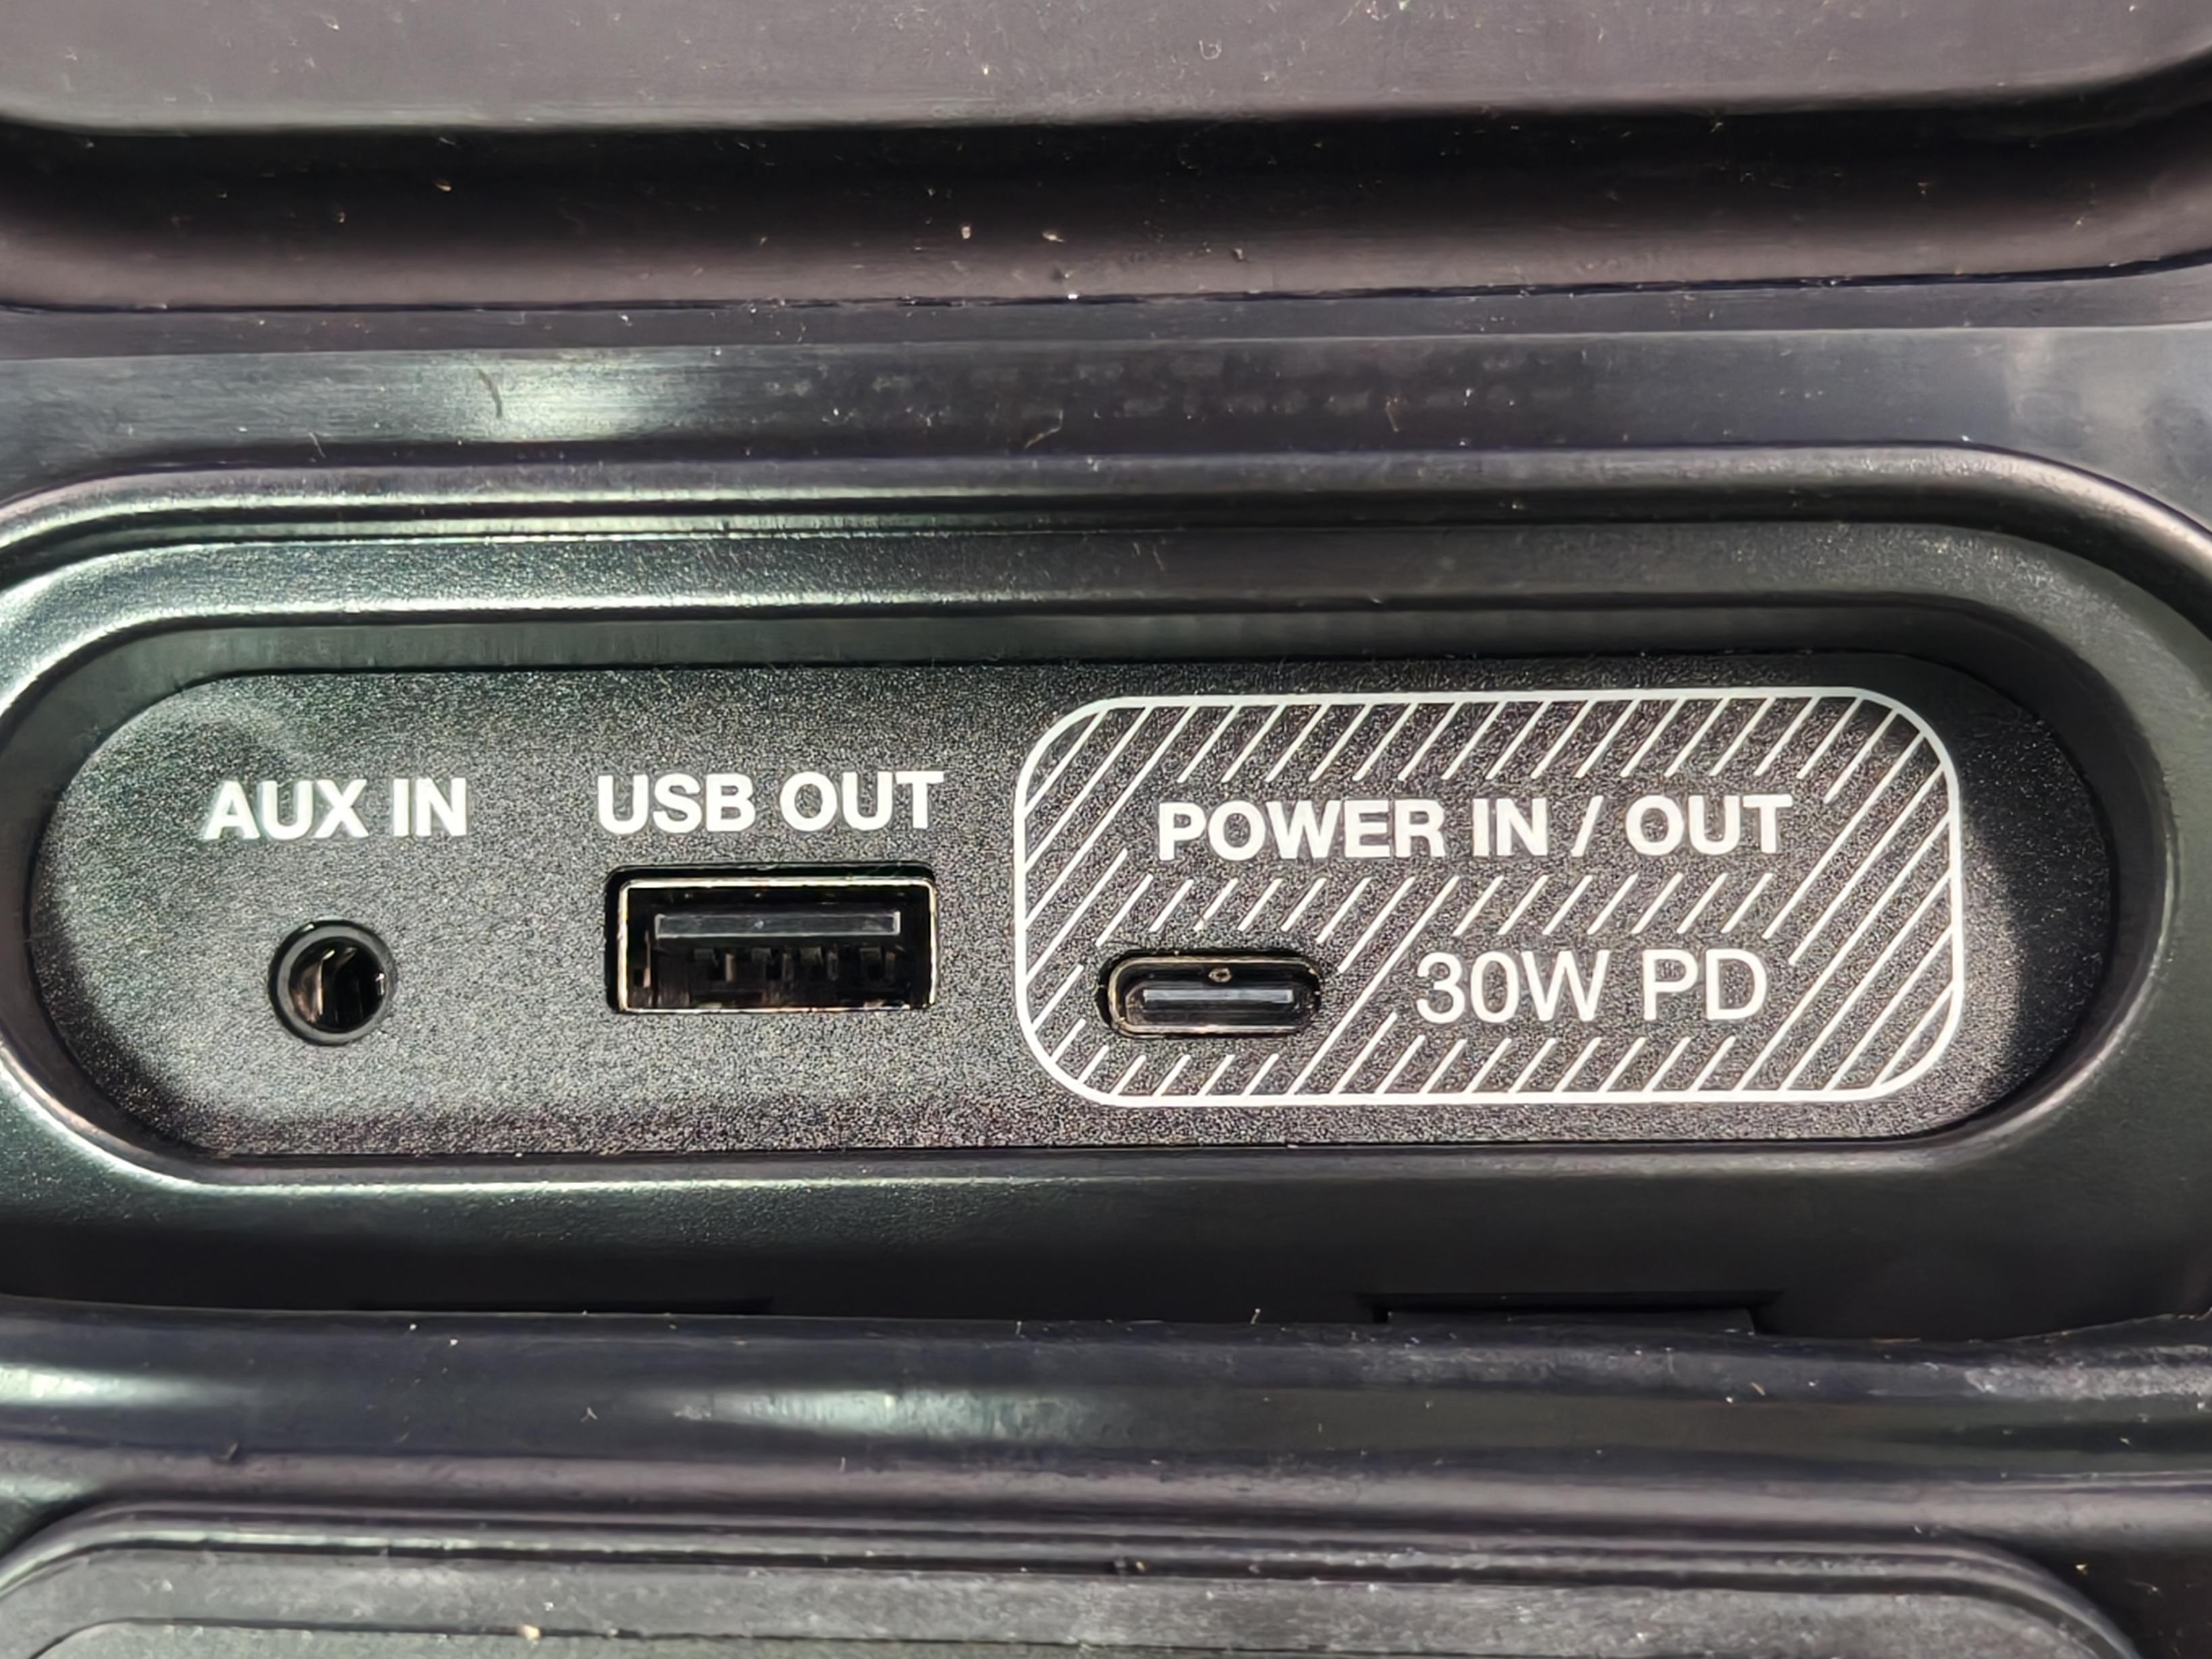 AUX IN
USB OUT
POWER IN / OUT
30W PD